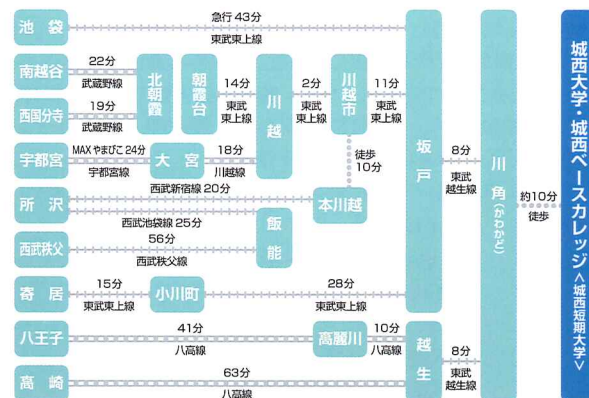 池袋
急行 43分
東武東上線
南越谷
22分
武蔵野線
西国分寺
19分
武蔵野線
北朝霞
朝霞台
14分
東武
東上線
川越
2分
東武
東上線
川越市
11分
東武
東上線
宇都宮
MAXやまびこ 24分
宇都宮線
大宮
18分
川越線
徒歩
10分
所沢
西武新宿線 20分
本川越
西武池袋線 25分
飯能
西武秩父
56分
西武秩父線
寄居
15分
東武東上線
小川町
28分
東武東上線
坂戸
8分
東武
越生線
八王子
41分
八高線
高麗川
10分
八高線
高崎
63分
八高線
越生
8分
東武
越生線
川角(かわかど)
約10分
徒歩
城西大学・城西ベースカレッジ<城西短期大学>